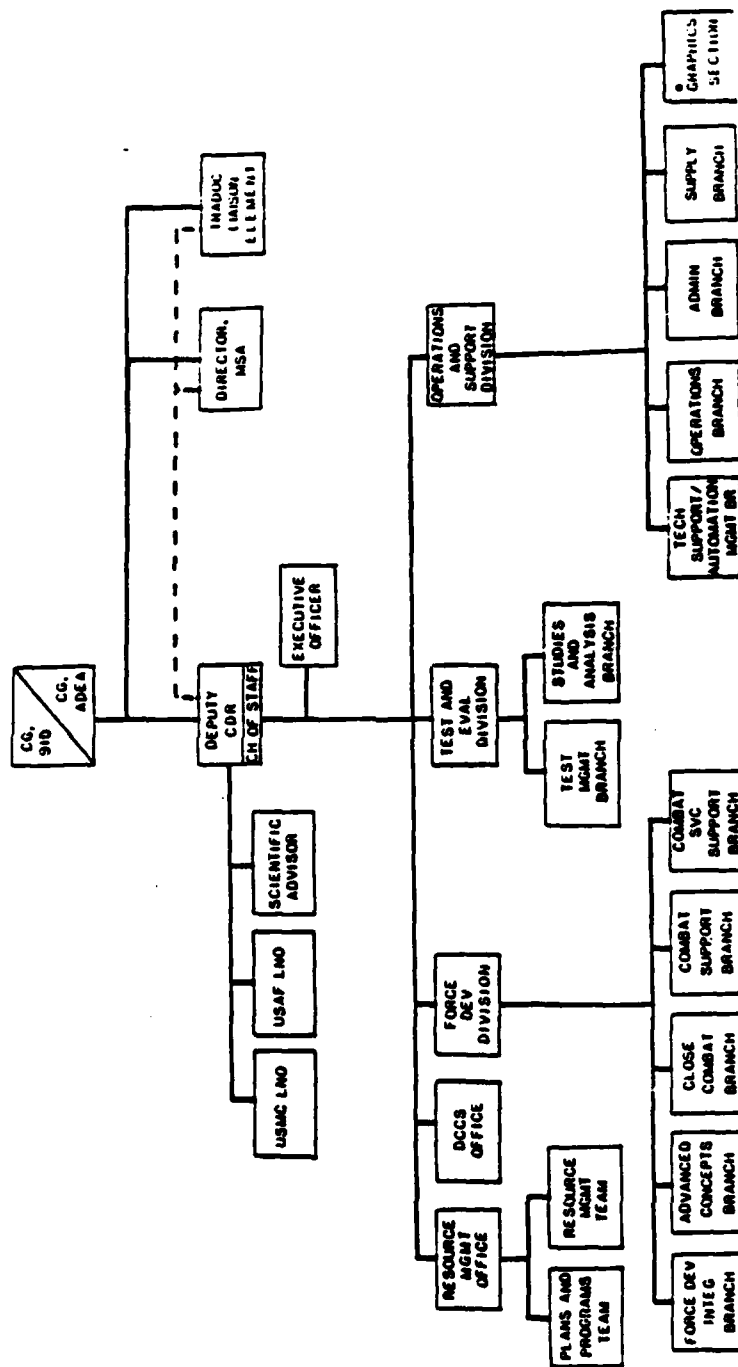 CG,
9ID
CG,
ADEA
DEPUTY
CDR
CH OF STAFF
DIRECTOR,
MSA
TRADOC
LIAISON
ELEMENT
EXECUTIVE
OFFICER
USMC LNO
USAF LNO
SCIENTIFIC
ADVISOR
RESOURCE
MGMT
OFFICE
DCCS
OFFICE
FORCE
DEV
DIVISION
TEST AND
EVAL
DIVISION
OPERATIONS
AND
SUPPORT
DIVISION
PLANS AND
PROGRAMS
TEAM
RESOURCE
MGMT
TEAM
TEST
MGMT
BRANCH
STUDIES
AND
ANALYSIS
BRANCH
FORCE DEV
INTEG
BRANCH
ADVANCED
CONCEPTS
BRANCH
CLOSE
COMBAT
BRANCH
COMBAT
SUPPORT
BRANCH
COMBAT
SVC
SUPPORT
BRANCH
TECH
SUPPORT/
AUTOMATION
MGMT BR
OPERATIONS
BRANCH
ADMIN
BRANCH
SUPPLY
BRANCH
GRAPHICS
SECTION